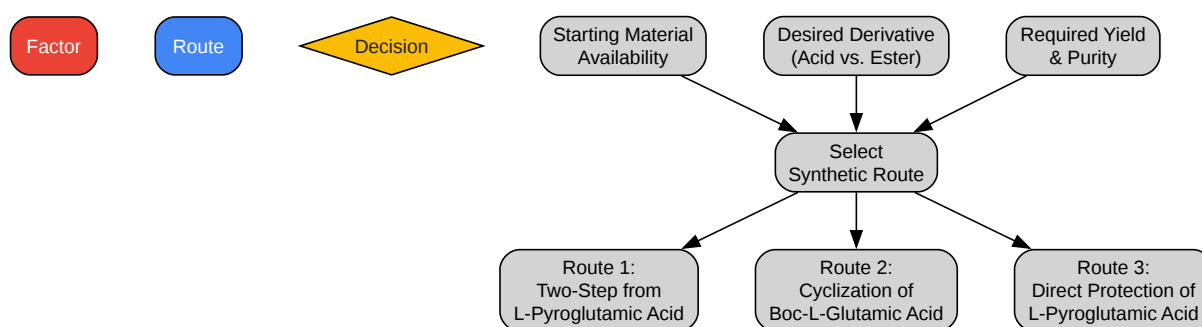 Factor
Route
Decision
Starting Material
Availability
Desired Derivative
(Acid vs. Ester)
Required Yield
& Purity
Select
Synthetic Route
Route 1:
Two-Step from
L-Pyroglutamic Acid
Route 2:
Cyclization of
Boc-L-Glutamic Acid
Route 3:
Direct Protection of
L-Pyroglutamic Acid